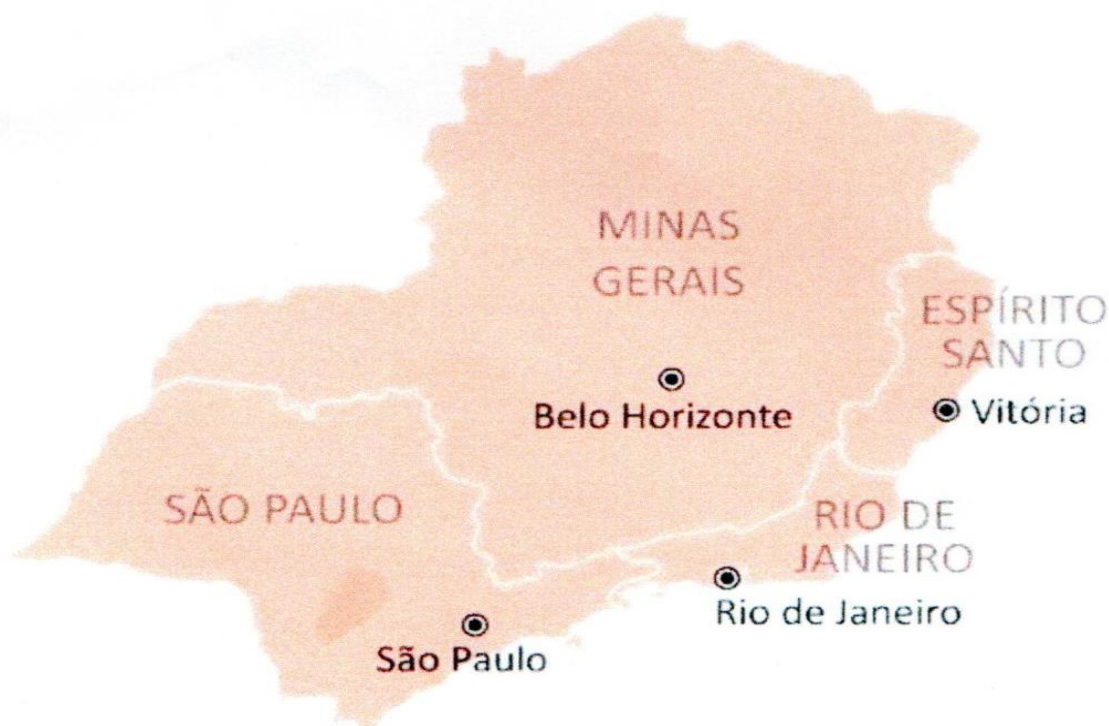 MINAS
GERAIS
ESPÍRITO
SANTO
Belo Horizonte
Vitória
SÃO PAULO
RIO DE
JANEIRO
Rio de Janeiro
São Paulo